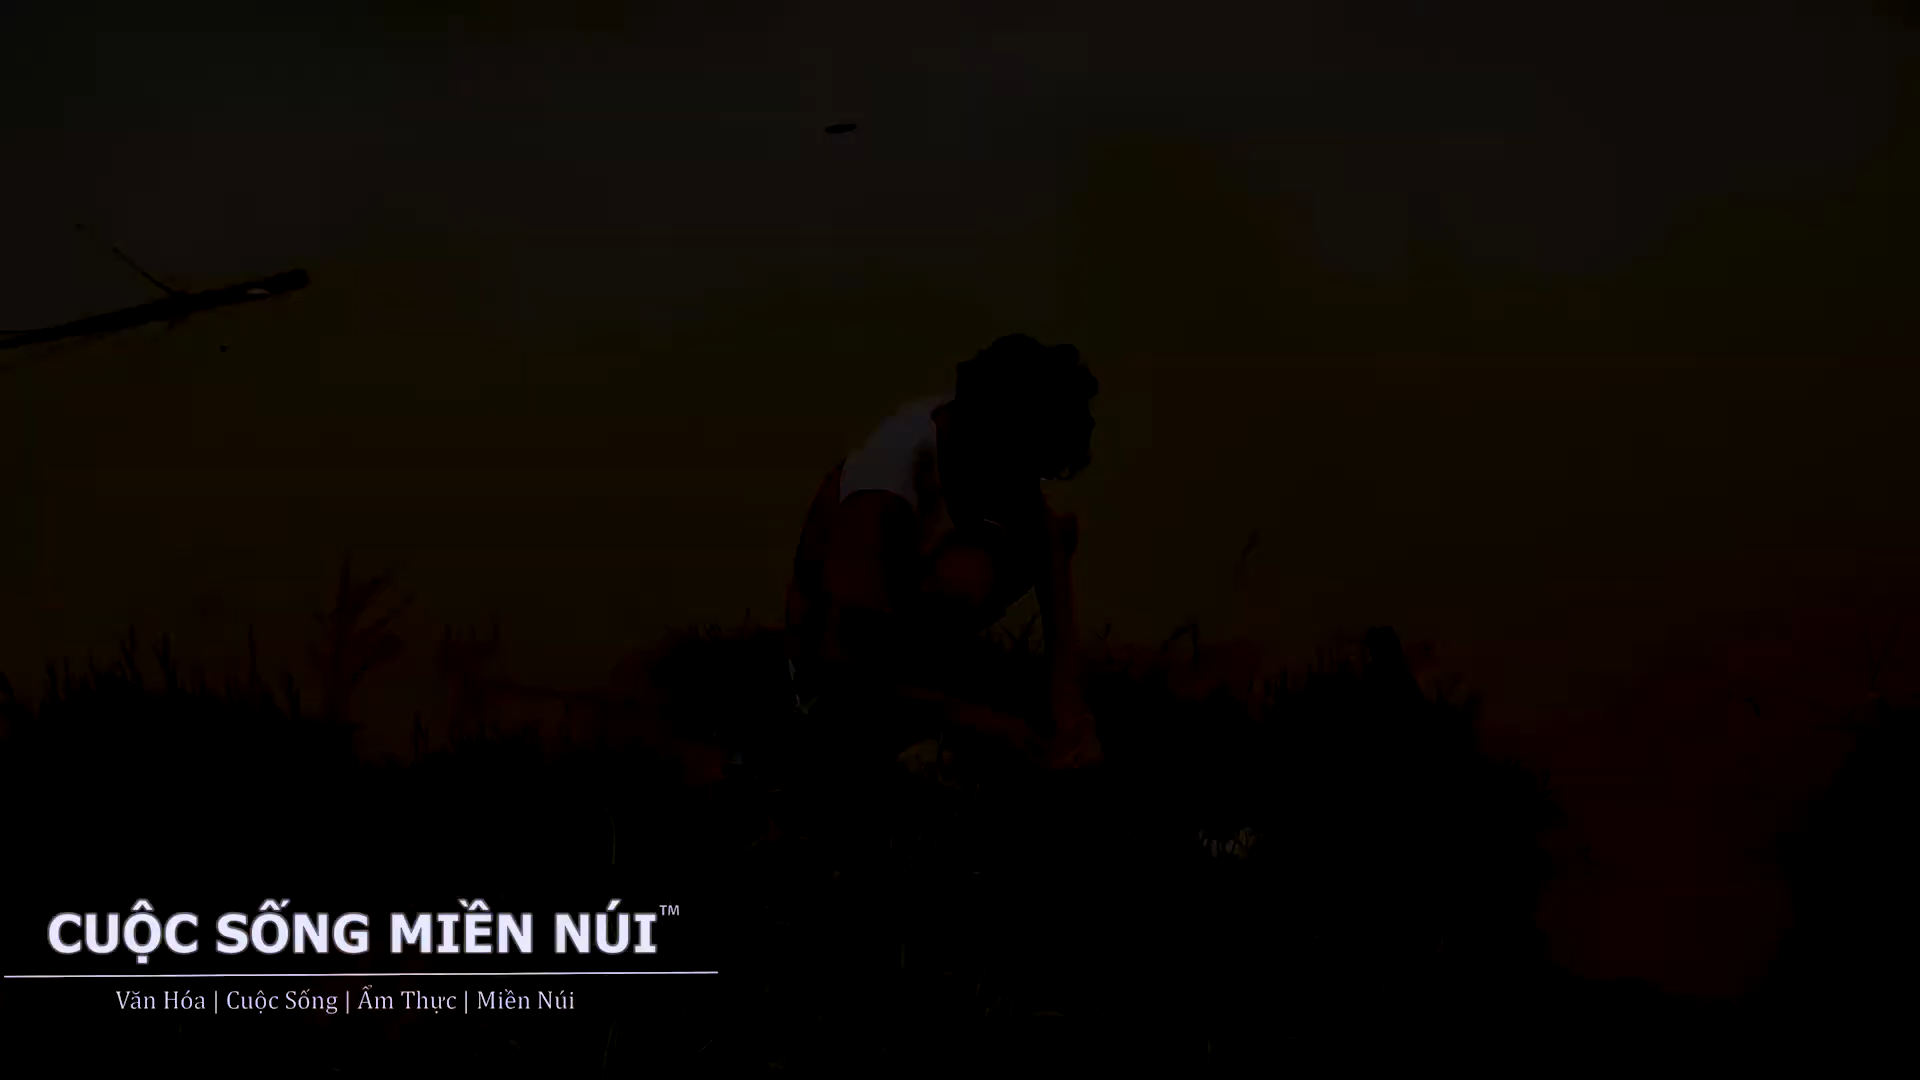 CUỘC SỐNG MIỀN NÚI™
Văn Hóa | Cuộc Sống | Ẩm Thực | Miền Núi